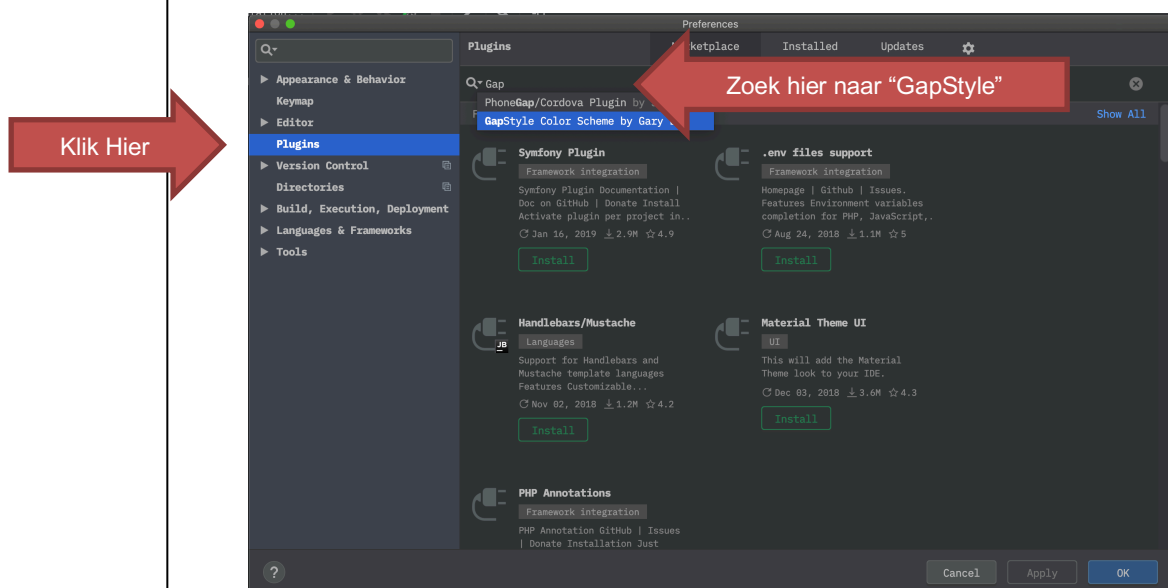 Preferences
Plugins
Marketplace
Installed
Updates
Appearance & Behavior
Keymap
Editor
Plugins
Version Control
Directories
Build, Execution, Deployment
Languages & Frameworks
Tools
Klik Hier
Gap
Zoek hier naar “GapStyle”
PhoneGap/Cordova Plugin by
GapStyle Color Scheme by Gary
Show All
Symfony Plugin
Framework integration
Symfony Plugin Documentation |
Doc on GitHub | Donate Install
Activate plugin per project in..
Jan 16, 2019 2.9M 4.9
Install
.env files support
Framework integration
Homepage | Github | Issues.
Features Environment variables
completion for PHP, JavaScript,.
Aug 24, 2018 1.1M 5
Install
Handlebars/Mustache
JB
Languages
Support for Handlebars and
Mustache template languages
Features Customizable...
Nov 02, 2018 1.2M 4.2
Install
Material Theme UI
UI
This will add the Material
Theme look to your IDE.
Dec 03, 2018 3.6M 4.3
Install
PHP Annotations
Framework integration
PHP Annotation GitHub | Issues
| Donate Installation Just
?
Cancel
Apply
OK